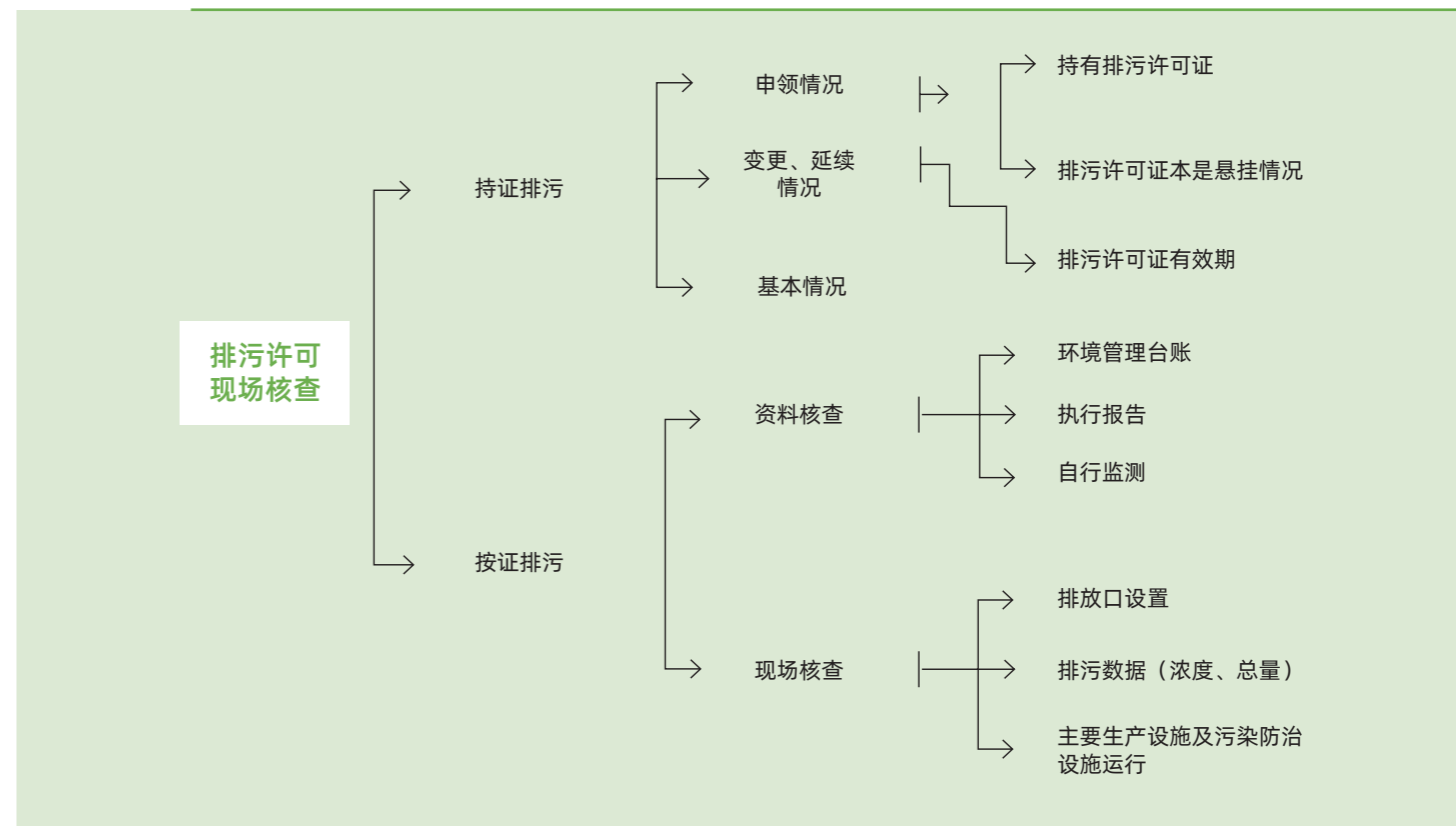 排污许可
现场核查
持证排污
申领情况
持有排污许可证
排污许可证本是悬挂情况
变更、延续
情况
排污许可证有效期
基本情况
按证排污
资料核查
环境管理台账
执行报告
自行监测
现场核查
排放口设置
排污数据（浓度、总量）
主要生产设施及污染防治
设施运行